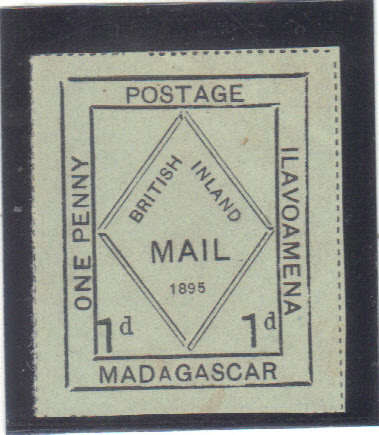 POSTAGE
ONE PENNY
ILAVOAMENA
BRITISH INLAND
MAIL
1895
1d 1d
MADAGASCAR